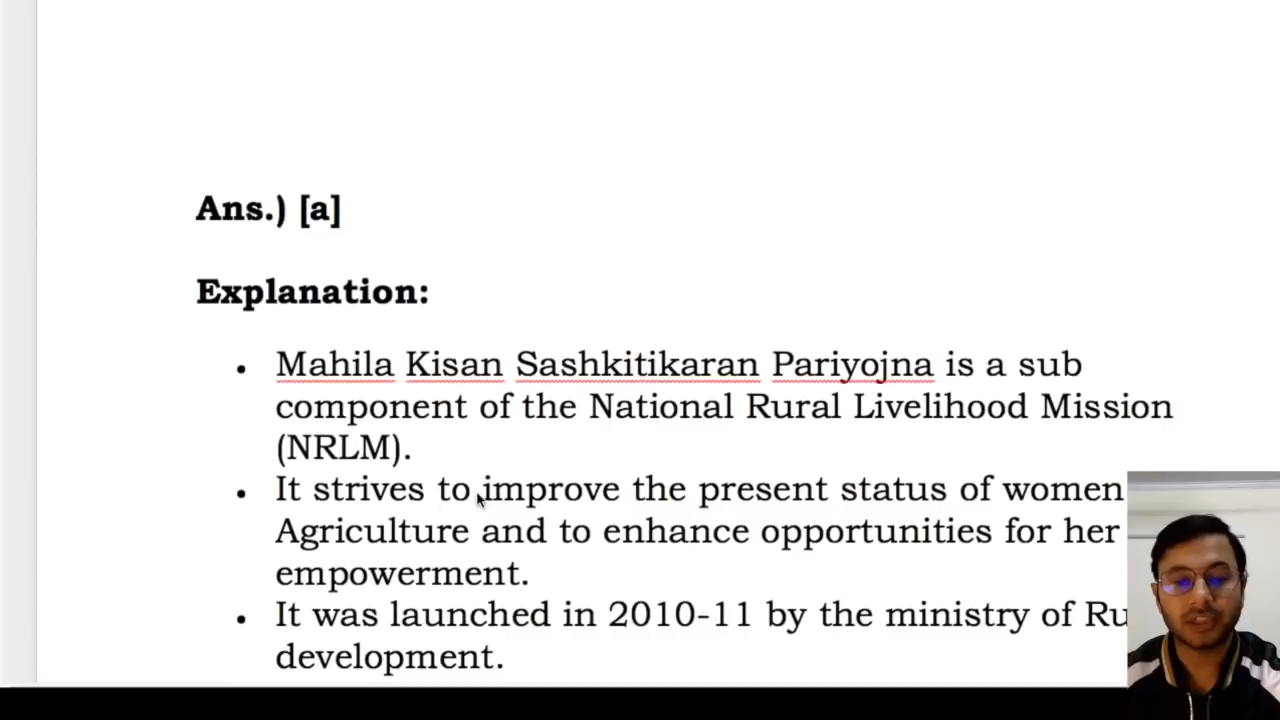 Ans.) [a]
Explanation:
• Mahila Kisan Sashkitikaran Pariyojna is a sub
component of the National Rural Livelihood Mission
(NRLM).
• It strives to improve the present status of women
Agriculture and to enhance opportunities for her
empowerment.
• It was launched in 2010-11 by the ministry of
development.